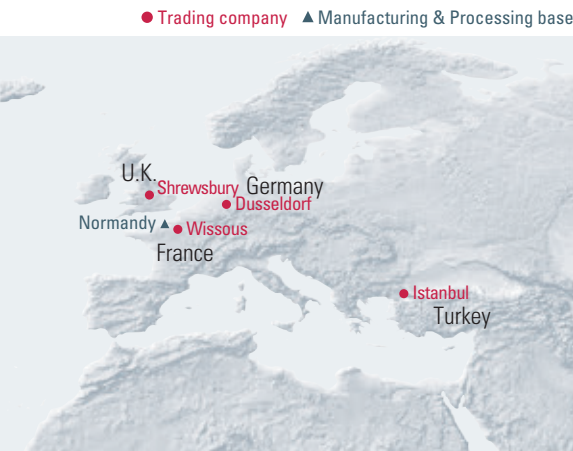 ● Trading company ▲ Manufacturing & Processing base
U.K.
Shrewsbury
Germany
Dusseldorf
Normandy
Wissous
France
Istanbul
Turkey